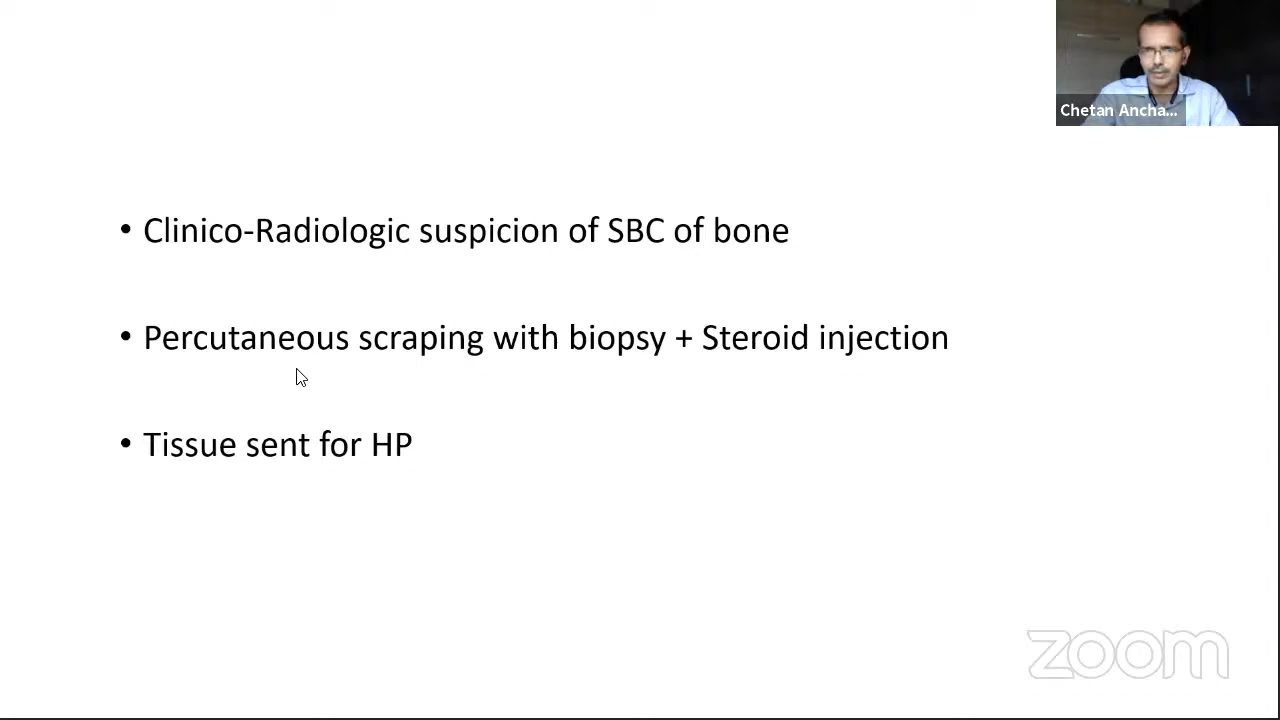 Chetan Ancha...
• Clinico-Radiologic suspicion of SBC of bone
• Percutaneous scraping with biopsy + Steroid injection
• Tissue sent for HP
zoom